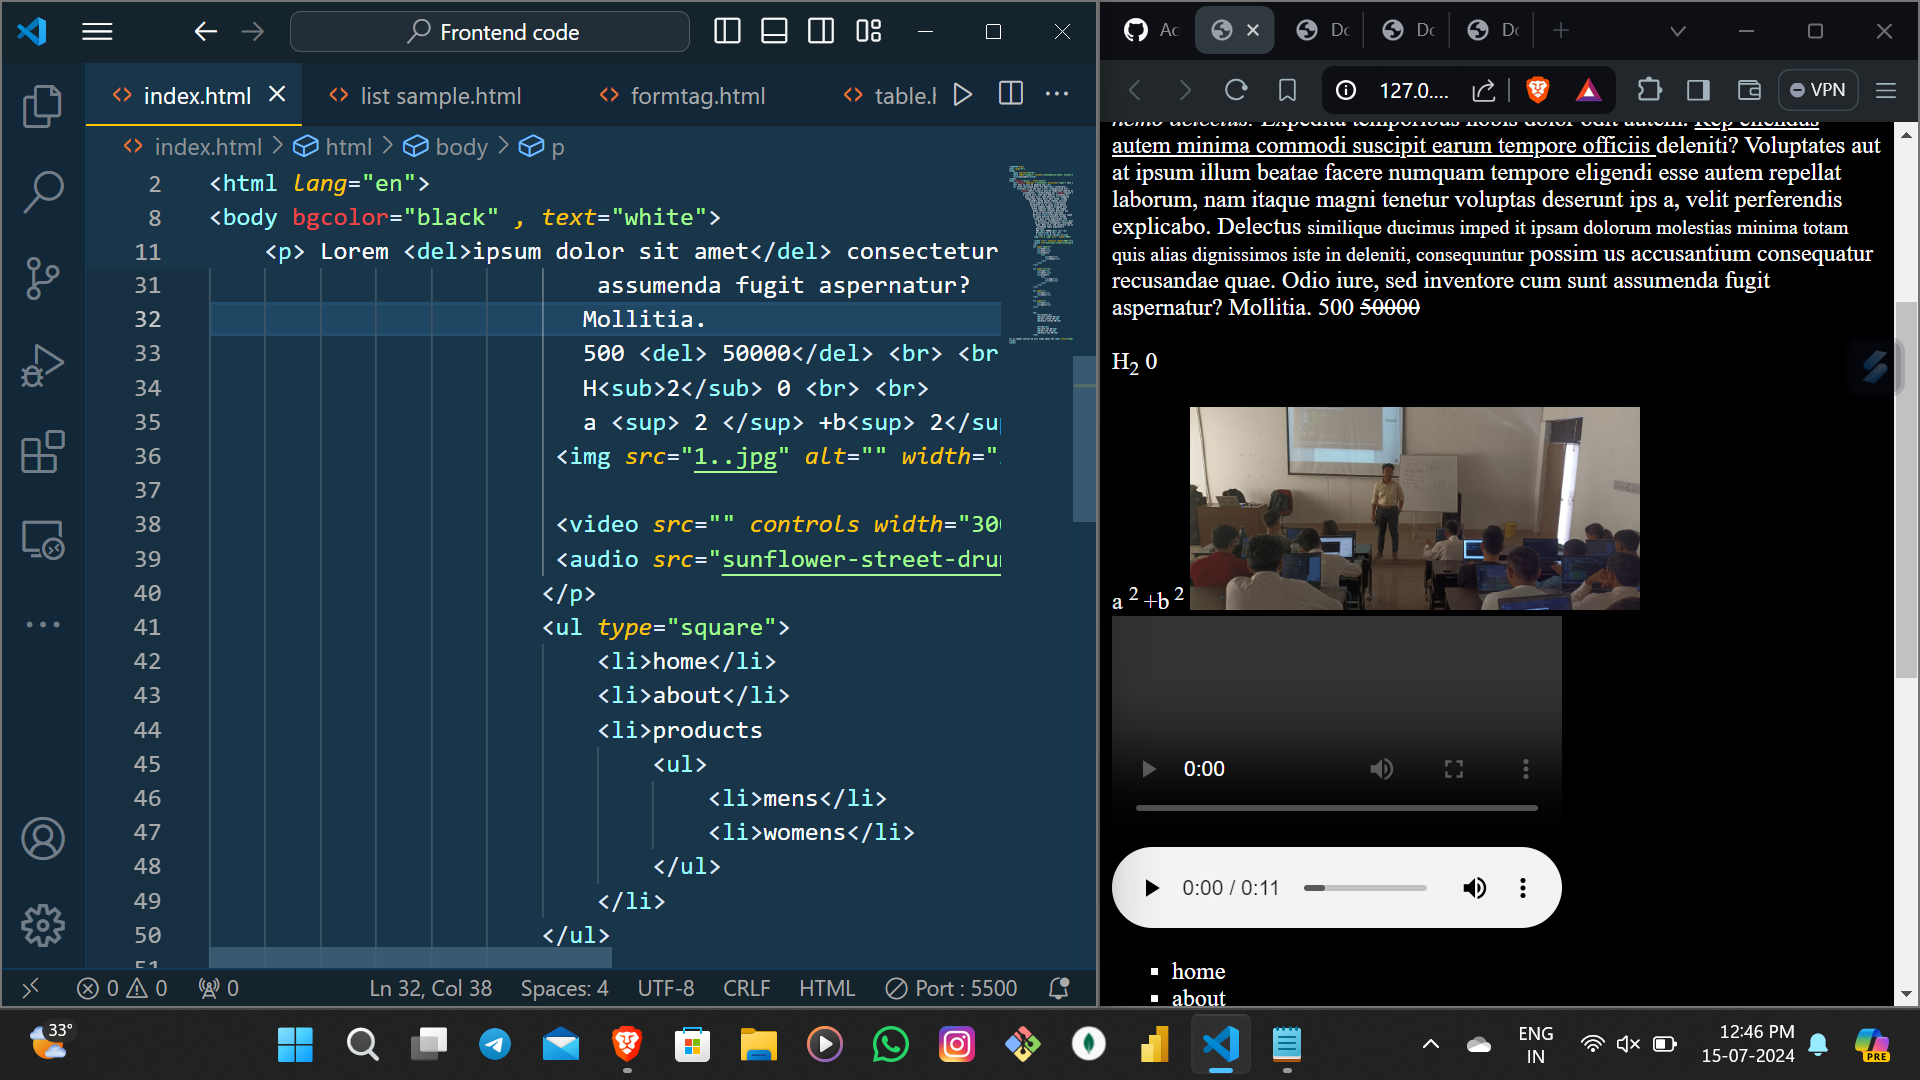 Frontend code
index.html
list sample.html
formtag.html
table.h
index.html > html > body > p
2 <html lang="en">
8 <body bgcolor="black" , text="white">
11 <p> Lorem <del>ipsum dolor sit amet</del> consectetur
31 assumenda fugit aspernatur?
32 Mollitia.
33 500 <del> 50000</del> <br> <br
34 H<sub>2</sub> 0 <br> <br>
35 a <sup> 2 </sup> +b<sup> 2</su
36 <img src="1..jpg" alt="" width="
37
38 <video src="" controls width="300
39 <audio src="sunflower-street-dru
40 </p>
41 <ul type="square">
42 <li>home</li>
43 <li>about</li>
44 <li>products
45 <ul>
46 <li>mens</li>
47 <li>womens</li>
48 </ul>
49 </li>
50 </ul>
51
0 0 0
Ln 32, Col 38
Spaces: 4
UTF-8
CRLF
HTML
Port : 5500
Ac
Do
Do
Do
127.0....
VPN
autem minima commodi suscipit earum tempore officiis deleniti? Voluptates aut
at ipsum illum beatae facere numquam tempore eligendi esse autem repellat
laborum, nam itaque magni tenetur voluptas deserunt ips a, velit perferendis
explicabo. Delectus similique ducimus imped it ipsam dolorum molestias minima totam
quis alias dignissimos iste in deleniti, consequuntur possim us accusantium consequatur
recusandae quae. Odio iure, sed inventore cum sunt assumenda fugit
aspernatur? Mollitia. 500 50000
H2 0
a 2 +b 2
0:00
0:00 / 0:11
home
about
33°
ENG
IN
12:46 PM
15-07-2024
PRE